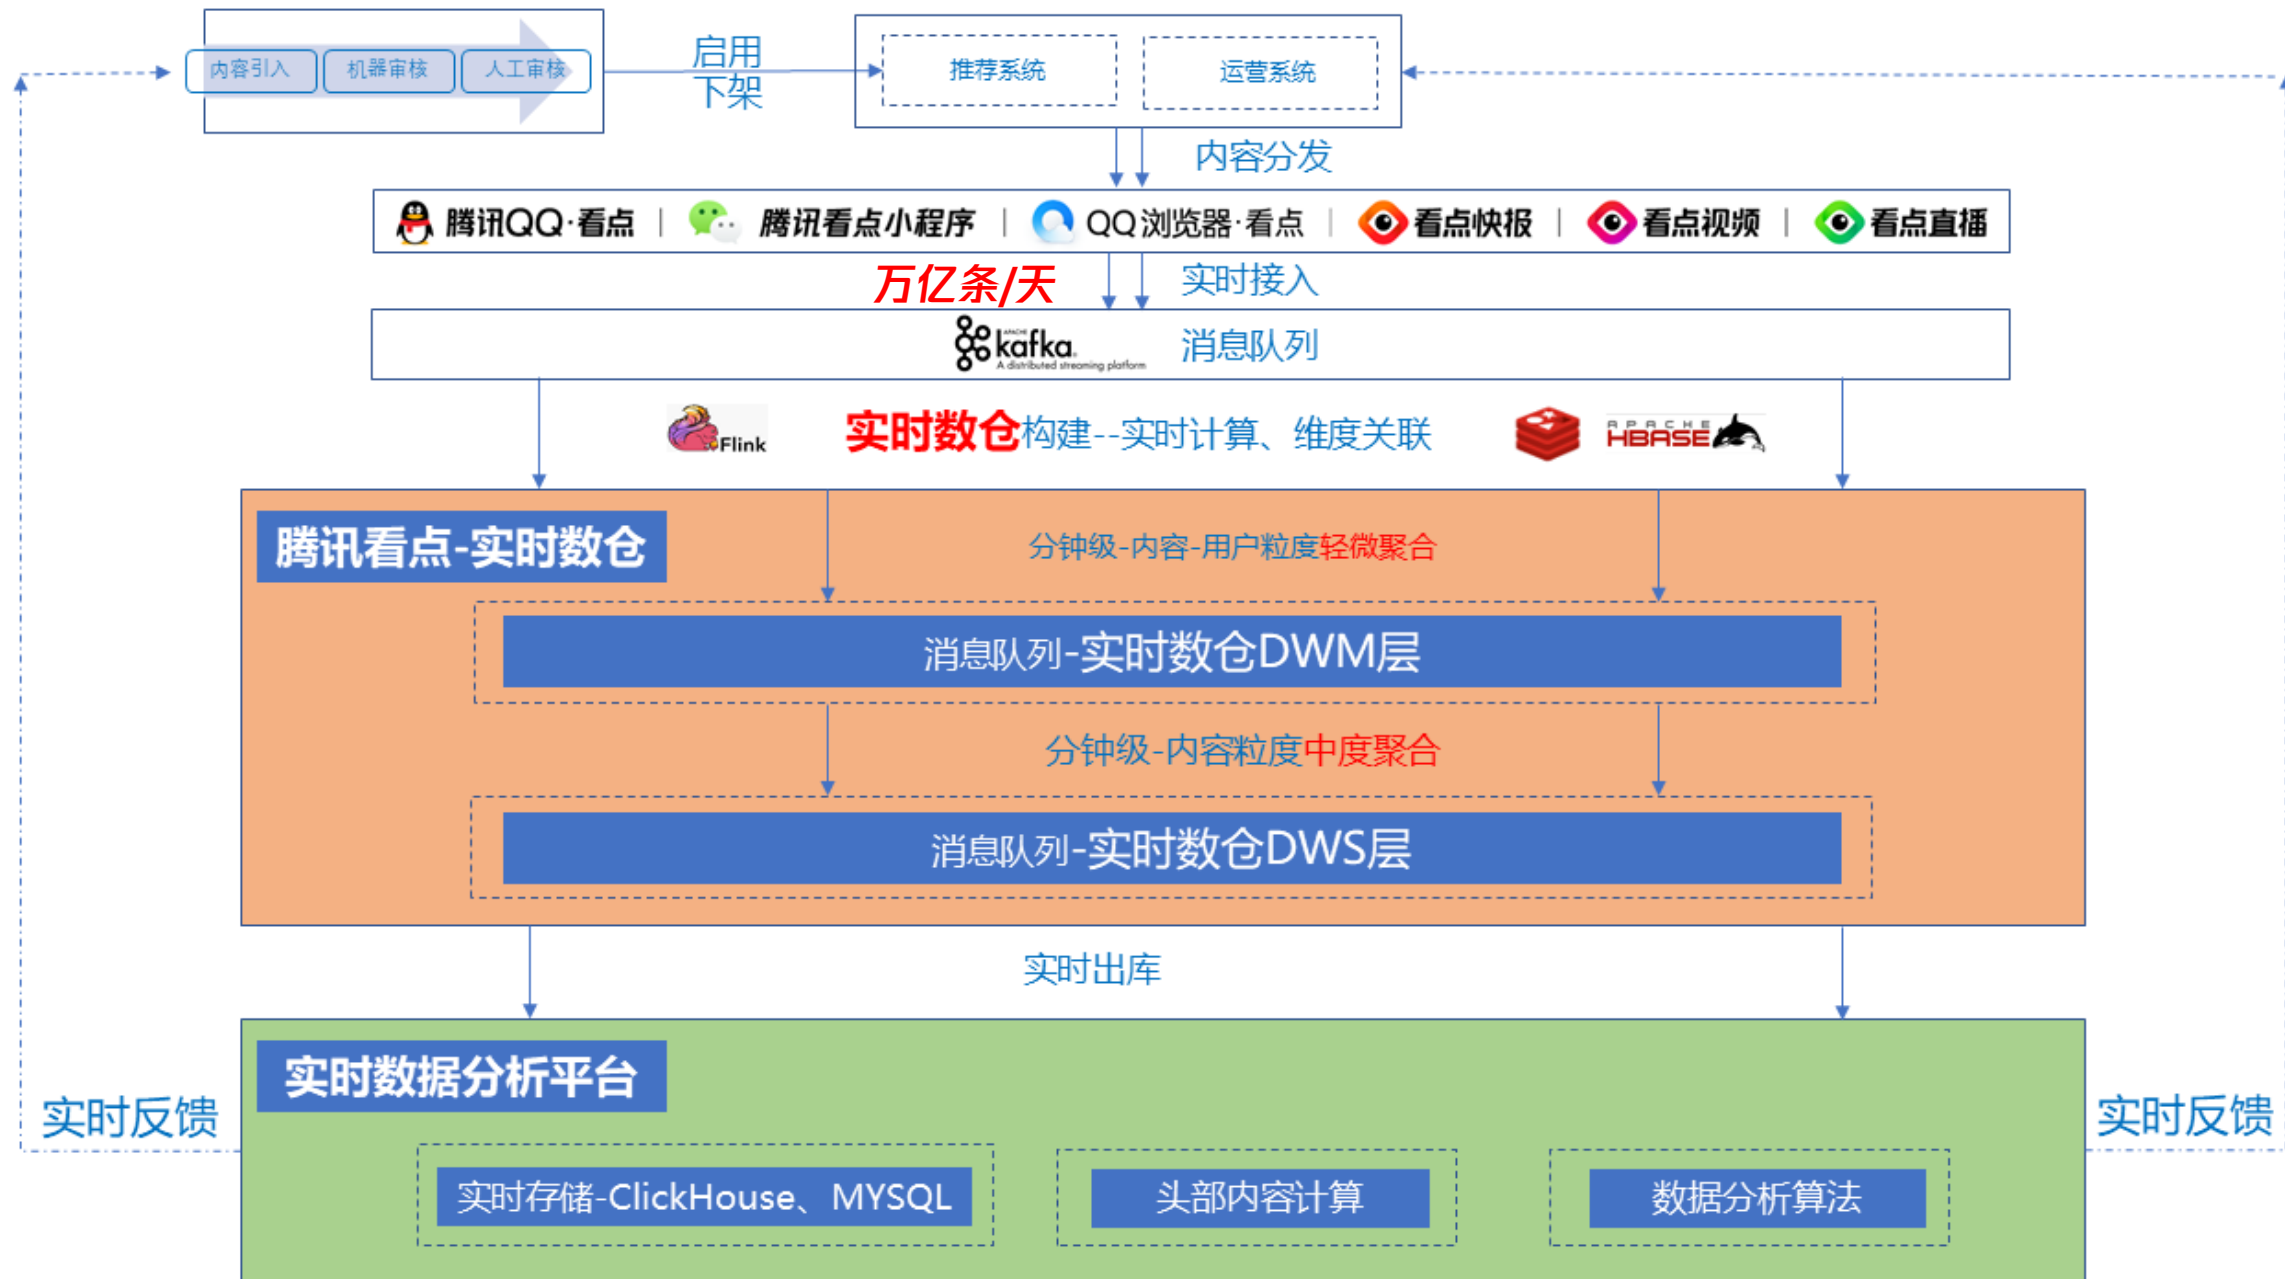 内容引入
机器审核
人工审核
启用
下架
推荐系统
运营系统
内容分发
腾讯QQ·看点 | 腾讯看点小程序 | QQ浏览器·看点 | 看点快报 | 看点视频 | 看点直播
万亿条/天
实时接入
APACHE
kafka
A distributed streaming platform
消息队列
Flink
实时数仓构建--实时计算、维度关联
APACHE
HBASE
腾讯看点-实时数仓
分钟级-内容-用户粒度轻微聚合
消息队列-实时数仓DWM层
分钟级-内容粒度中度聚合
消息队列-实时数仓DWS层
实时出库
实时数据分析平台
实时反馈
实时反馈
实时存储-ClickHouse、MYSQL
头部内容计算
数据分析算法